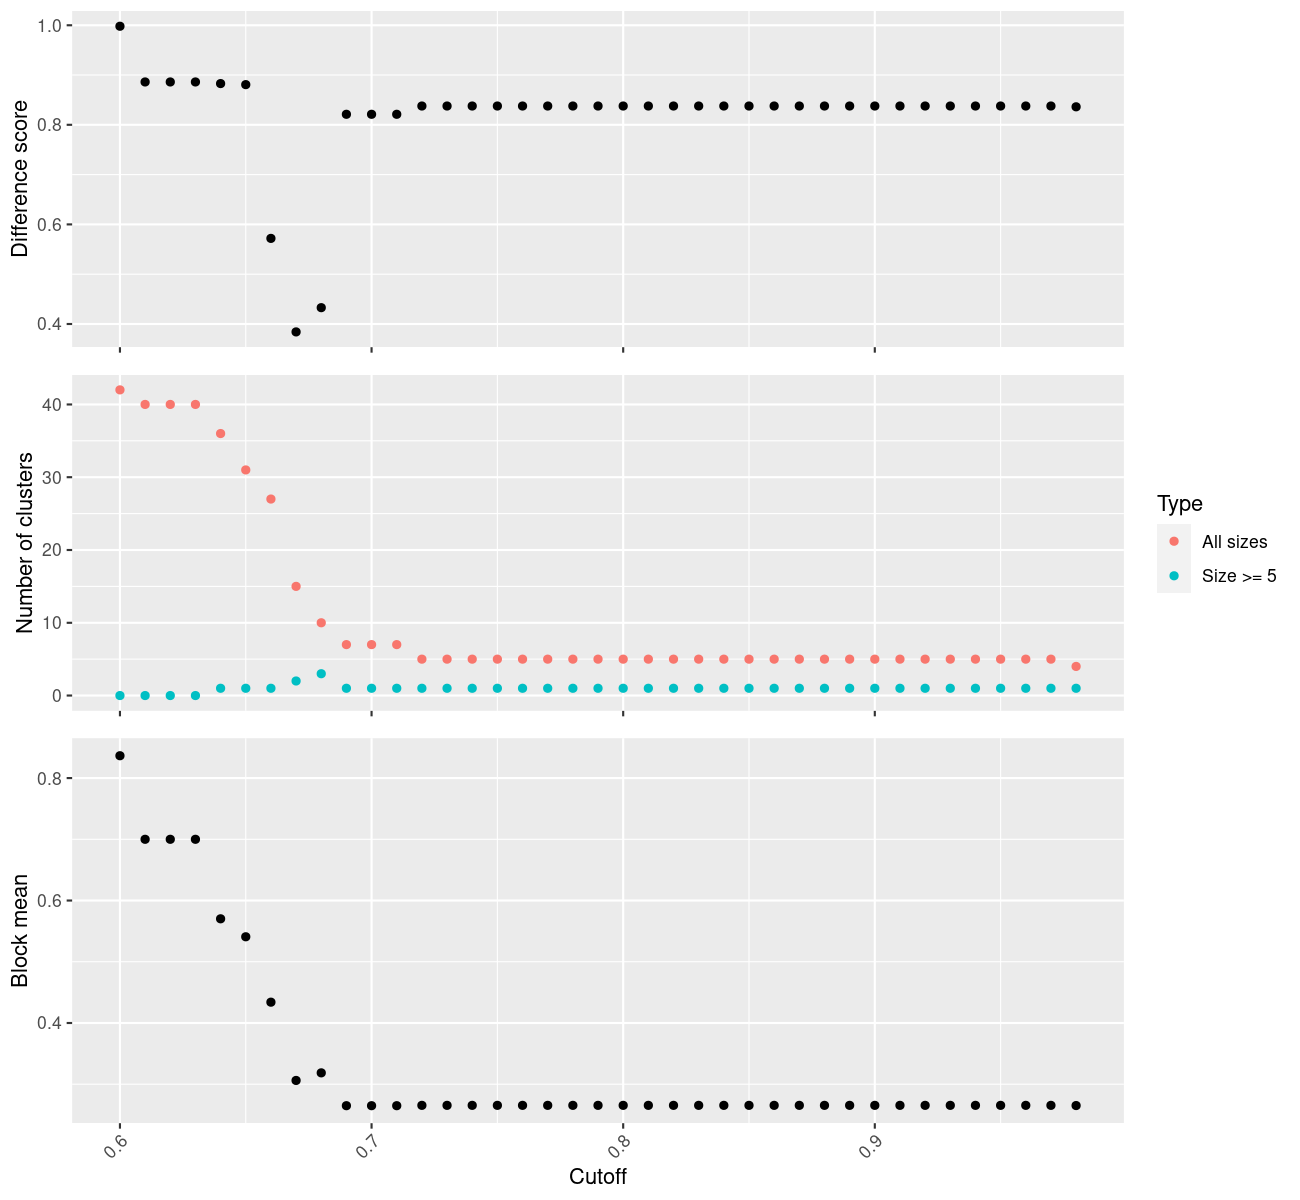 Difference score
1.0
0.8
0.6
0.4
Number of clusters
40
30
20
10
0
Type
All sizes
Size >= 5
Block mean
0.8
0.6
0.4
0.6
0.7
0.8
0.9
Cutoff